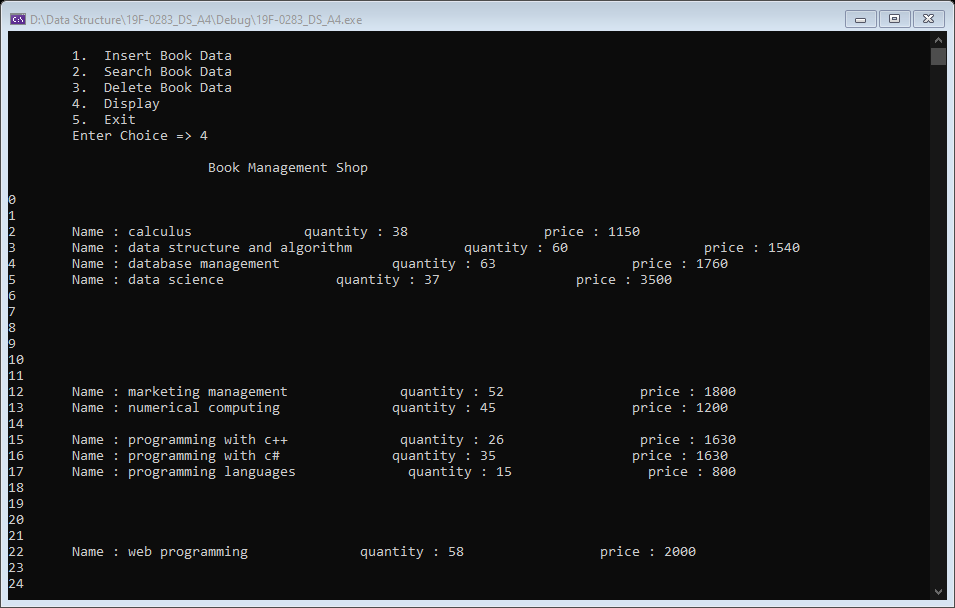 D:\Data Structure\19F-0283_DS_A4\Debug\19F-0283_DS_A4.exe
1. Insert Book Data
2. Search Book Data
3. Delete Book Data
4. Display
5. Exit
Enter Choice => 4
Book Management Shop
0
1
2 Name : calculus quantity : 38 price : 1150
3 Name : data structure and algorithm quantity : 60 price : 1540
4 Name : database management quantity : 63 price : 1760
5 Name : data science quantity : 37 price : 3500
6
7
8
9
10
11
12 Name : marketing management quantity : 52 price : 1800
13 Name : numerical computing quantity : 45 price : 1200
14
15 Name : programming with c++ quantity : 26 price : 1630
16 Name : programming with c# quantity : 35 price : 1630
17 Name : programming languages quantity : 15 price : 800
18
19
20
21
22 Name : web programming quantity : 58 price : 2000
23
24